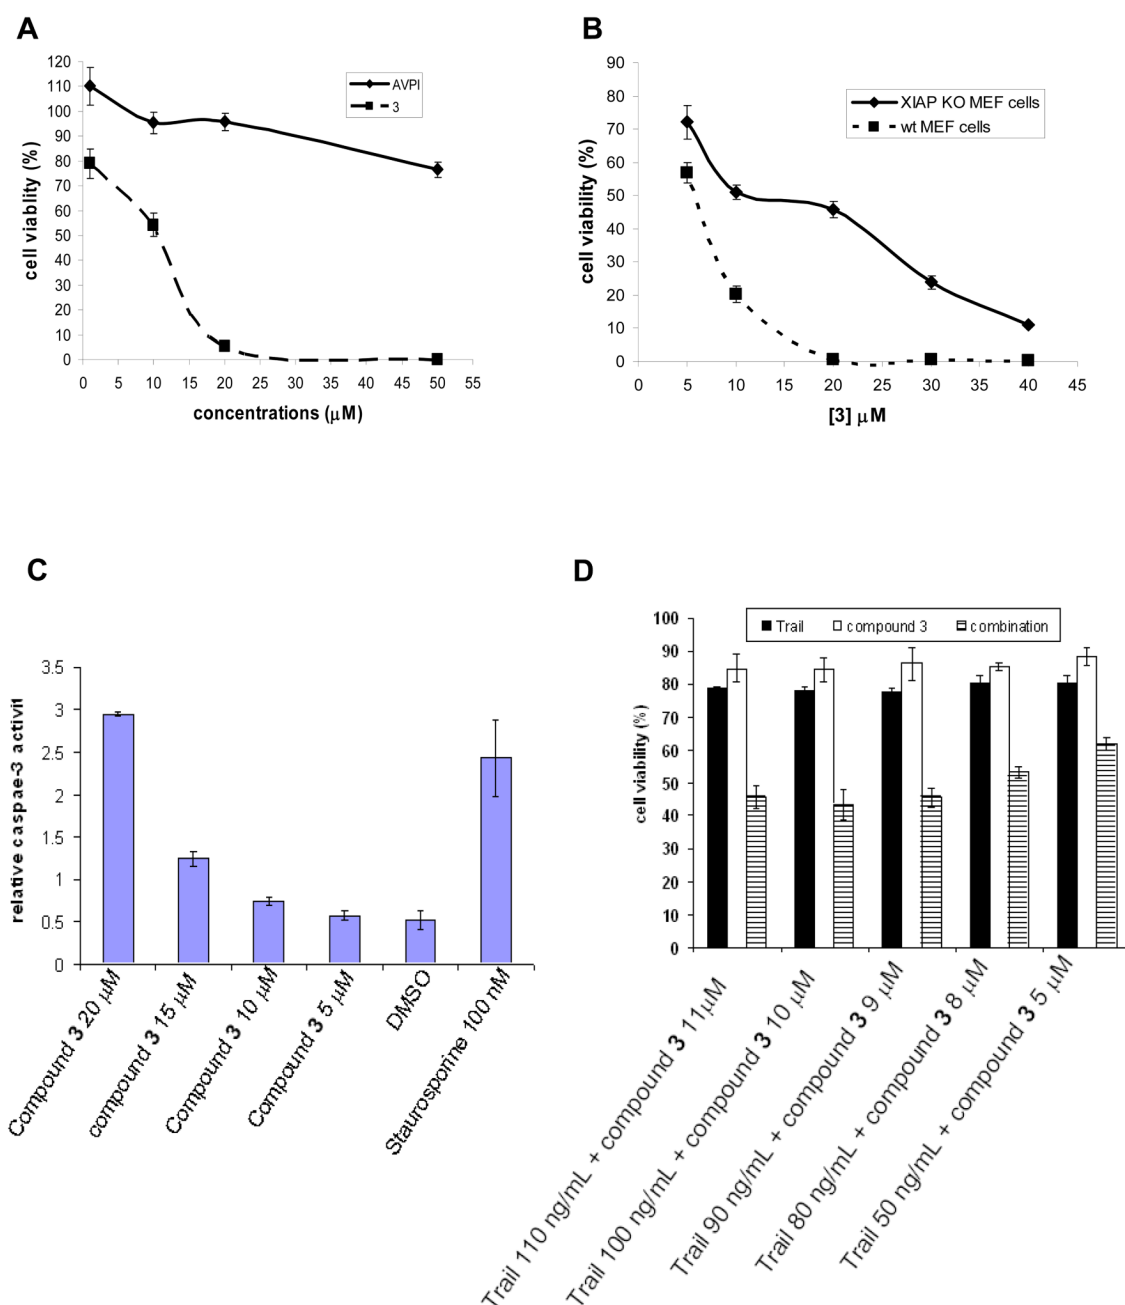 A
120
110
100
90
80
70
60
50
40
30
20
10
0
cell viablity (%)
AVPI
3
0 5 10 15 20 25 30 35 40 45 50 55
concentrations (μM)
B
90
80
70
60
50
40
30
20
10
0
cell viability (%)
XIAP KO MEF cells
wt MEF cells
0 5 10 15 20 25 30 35 40 45
[3] μM
C
3.5
3
2.5
2
1.5
1
0.5
0
relative caspae-3 activil
Compound 3 20 μM
compound 3 15 μM
Compound 3 10 μM
Compound 3 5 μM
DMSO
Staurosporine 100 nM
D
100
90
80
70
60
50
40
30
20
10
0
cell viability (%)
Trail compound 3 combination
Trail 110 ng/mL + compound 3 11μM
Trail 100 ng/mL + compound 3 10 μM
Trail 90 ng/mL + compound 3 9 μM
Trail 80 ng/mL + compound 3 8 μM
Trail 50 ng/mL + compound 3 5 μM